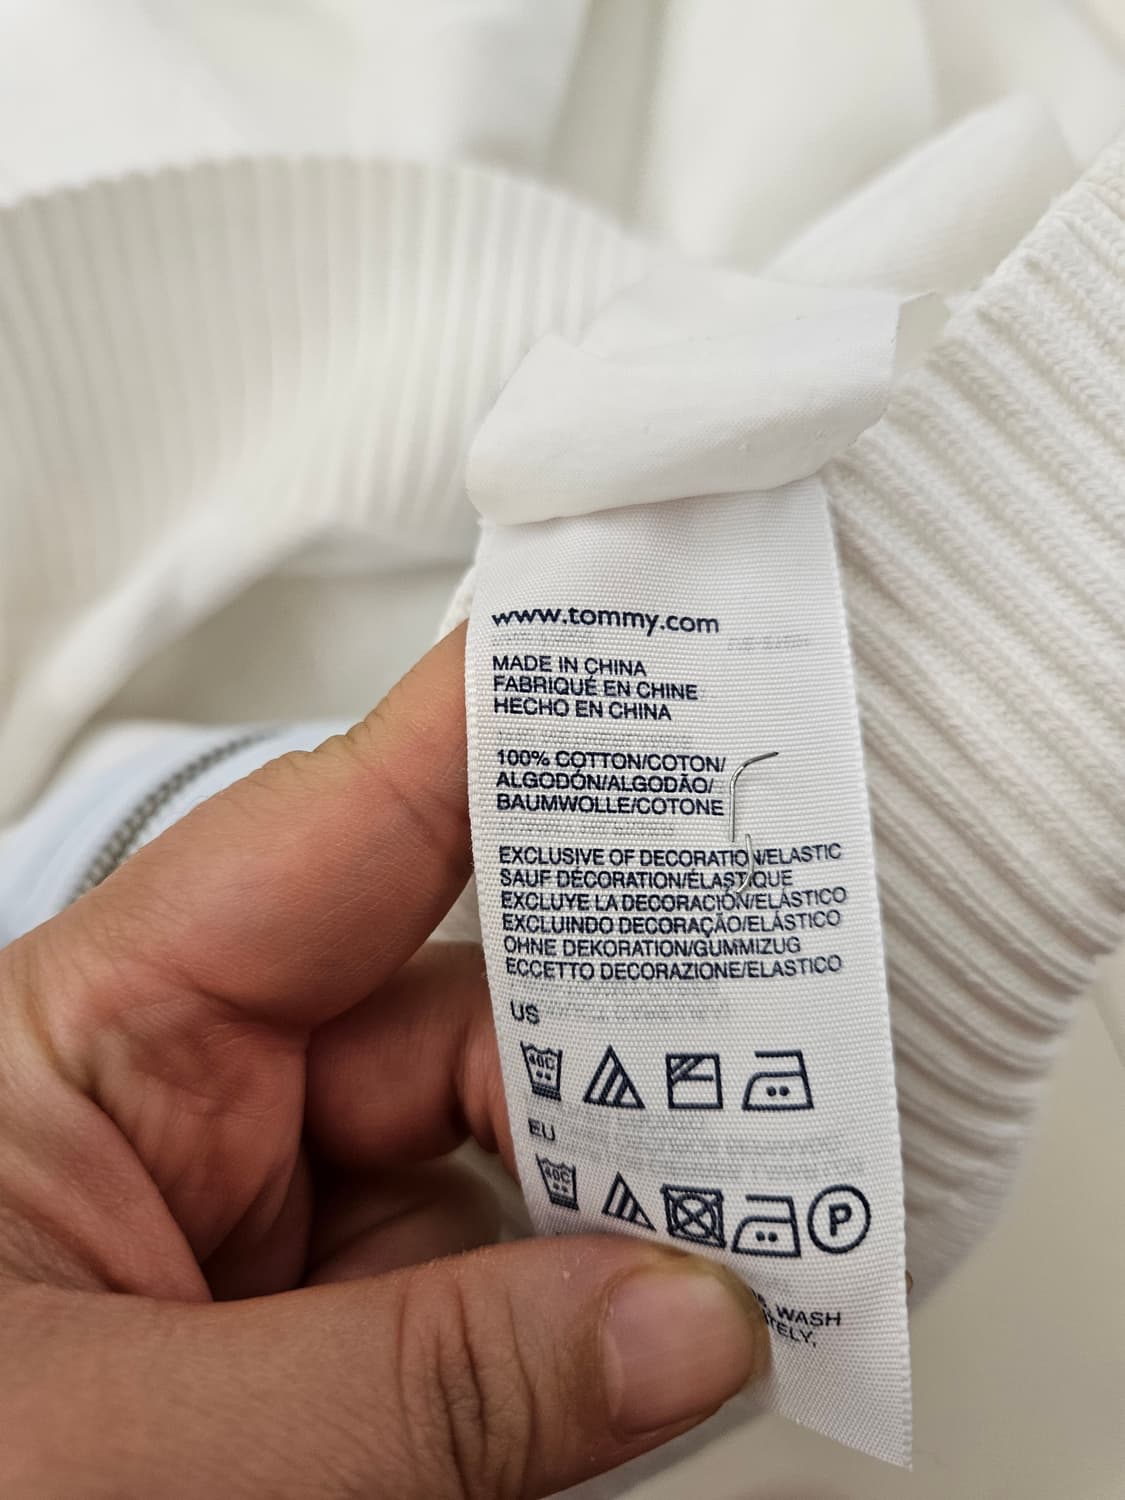 www.tommy.com
MADE IN CHINA
FABRIQUÉ EN CHINE
HECHO EN CHINA
100% COTTON/COTON/
ALGODÓN/ALGODÃO/
BAUMWOLLE/COTONE
EXCLUSIVE OF DECORATION/ELASTIC
SAUF DÉCORATION/ÉLASTIQUE
EXCLUYE LA DECORACIÓN/ELÁSTICO
EXCLUINDO DECORAÇÃO/ELÁSTICO
OHNE DEKORATION/GUMMIZUG
ECCETTO DECORAZIONE/ELASTICO
US
40C
EU
40C
P
WASH